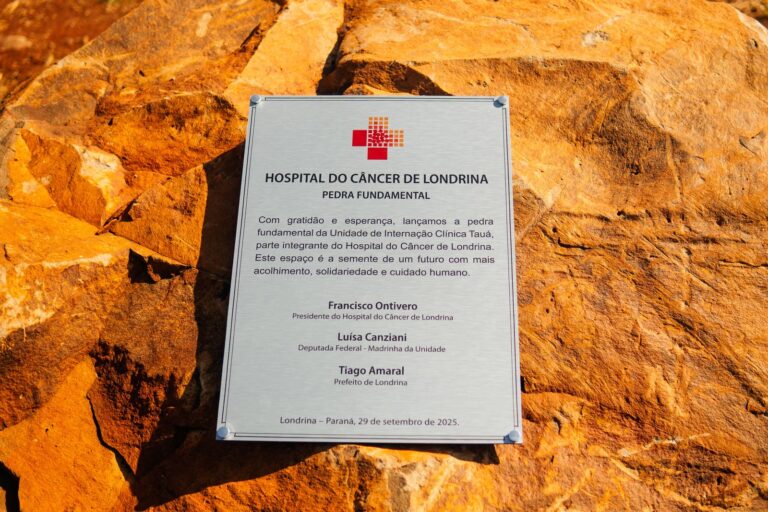 HOSPITAL DO CÂNCER DE LONDRINA
PEDRA FUNDAMENTAL
Com gratidão e esperança, lançamos a pedra
fundamental da Unidade de Internação Clínica Tauá,
parte integrante do Hospital do Câncer de Londrina.
Este espaço é a semente de um futuro com mais
acolhimento, solidariedade e cuidado humano.
Francisco Ontivero
Presidente do Hospital do Câncer de Londrina
Luísa Canziani
Deputada Federal - Madrinha da Unidade
Tiago Amaral
Prefeito de Londrina
Londrina – Paraná, 29 de setembro de 2025.